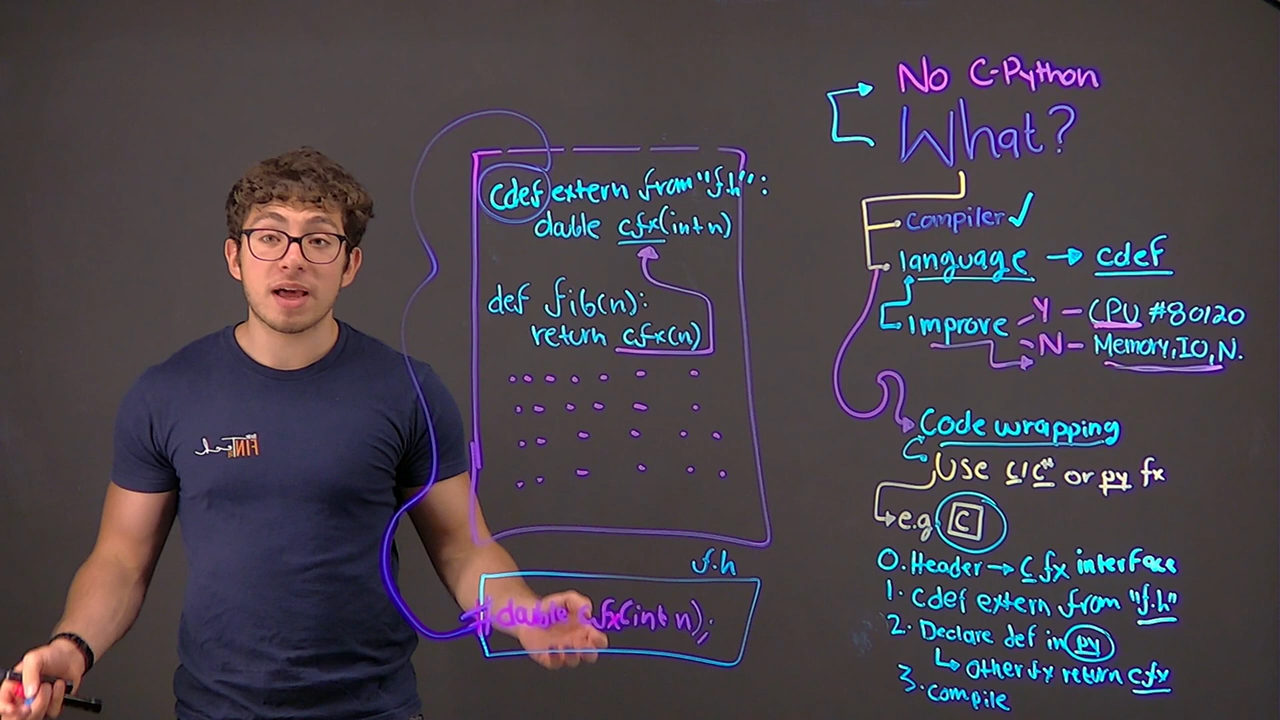 cdef extern from "f.h":
dable cfx(int n)
def fib(n):
return cfx(n)
f.h
double cfx(int n);
No C-Python
What?
compiler ✓
language → cdef
Improve
Y – CPU #80120
N – Memory, IO, N.
Code wrapping
Use C/C" or py fx
e.g C
0. Header → C fx interface
1. cdef extern from "f.h"
2. Declare def in py
Other fx return cfx
3. compile
FINTech